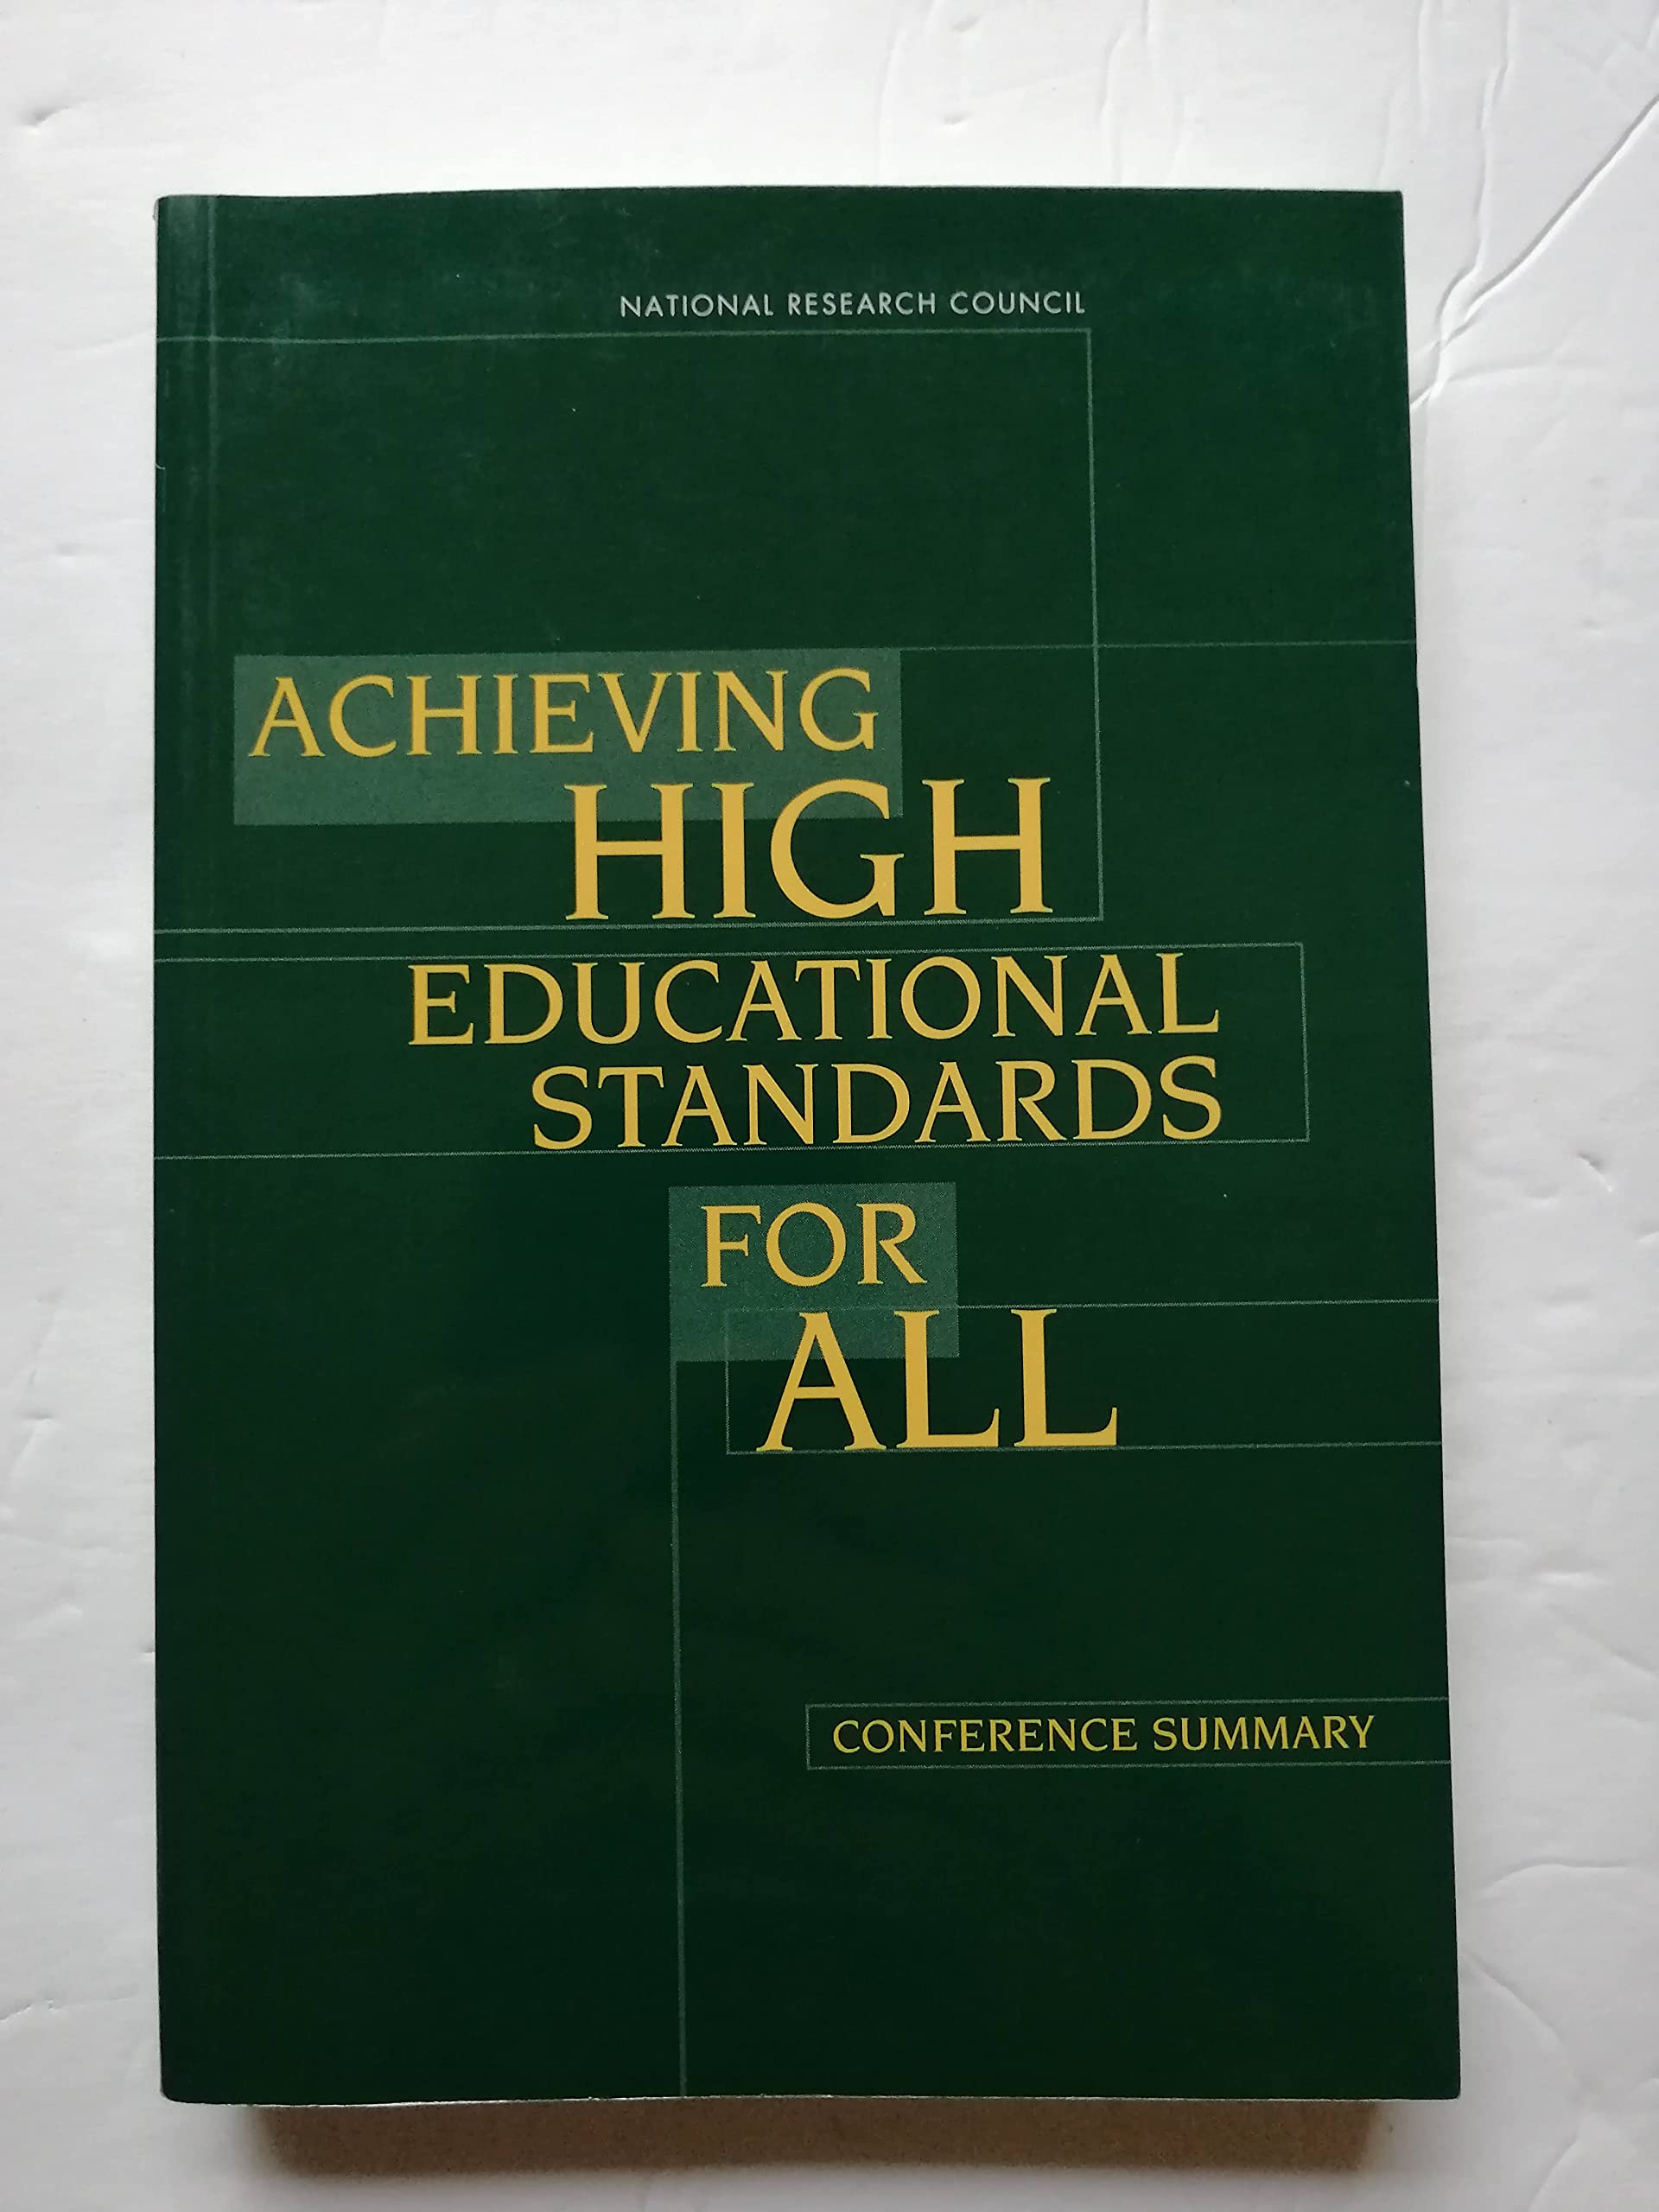 NATIONAL RESEARCH COUNCIL
ACHIEVING
HIGH
EDUCATIONAL
STANDARDS
FOR
ALL
CONFERENCE SUMMARY